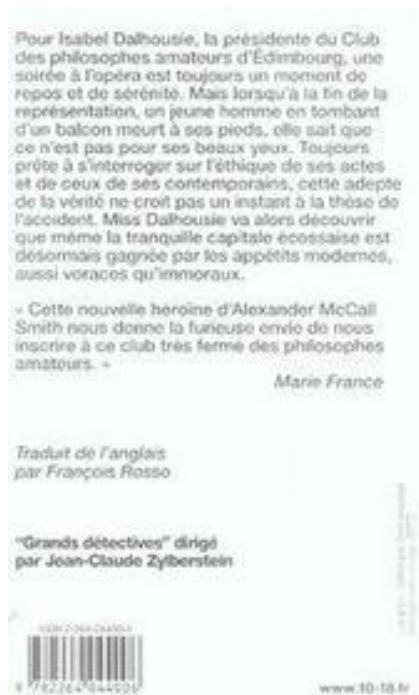 Pour Isabel Dalhousie, la présidente du Club
des philosophes amateurs d'Édimbourg, une
soirée à l'opéra est toujours un moment de
repos et de sérénité. Mais lorsqu'à la fin de la
représentation, un jeune homme en tombant
d'un balcon meurt à ses pieds, elle sait que
ce n'est pas pour ses beaux yeux. Toujours
prête à s'interroger sur l'éthique de ses actes
et de ceux de ses contemporains, cette adepte
de la vérité ne croit pas un instant à la thèse de
l'accident. Miss Dalhousie va alors découvrir
que même la tranquille capitale écossaise est
désormais gagnée par les appétits modernes,
aussi voraces qu'immoraux.
« Cette nouvelle héroïne d'Alexander McCall
Smith nous donne la furieuse envie de nous
inscrire à ce club très fermé des philosophes
amateurs. »
Marie France
Traduit de l'anglais
par François Rosso
"Grands détectives" dirigé
par Jean-Claude Zylberstein
9 782264 044006
www.10-18.fr